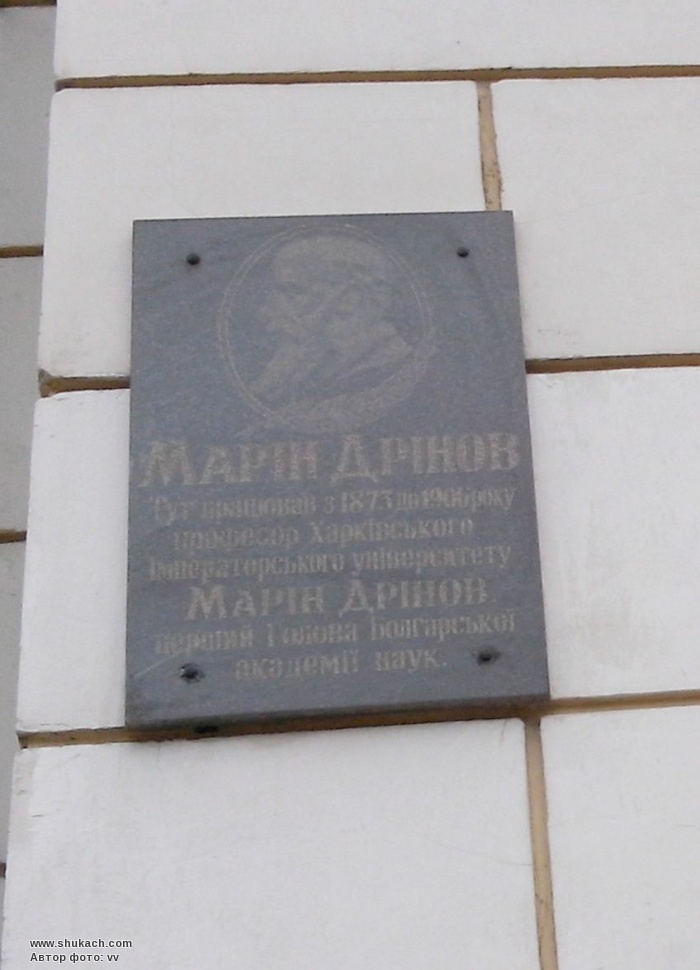 МАРІН ДРІНОВ
Тут працював з 1873 до 1906 року
професор Харківського
Імператорського університету
МАРІН ДРІНОВ
перший Голова Болгарської
академії наук.
www.shukach.com
Автор фото: vv